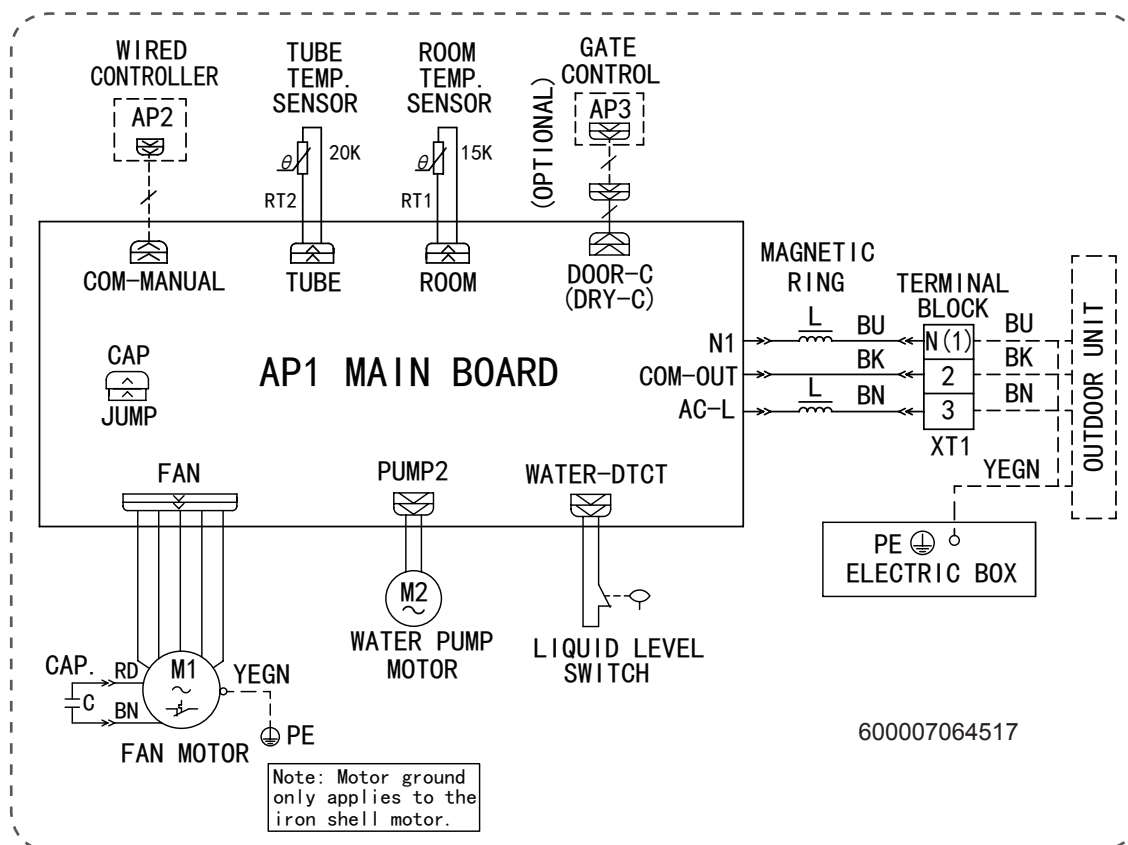 WIRED
CONTROLLER
AP2
TUBE
TEMP.
SENSOR
θ
20K
RT2
ROOM
TEMP.
SENSOR
θ
15K
RT1
(OPTIONAL)
GATE
CONTROL
AP3
COM-MANUAL
TUBE
ROOM
DOOR-C
(DRY-C)
CAP
JUMP
AP1 MAIN BOARD
N1
COM-OUT
AC-L
MAGNETIC
RING
L
BU
BK
L
BN
TERMINAL
BLOCK
N(1)
2
3
XT1
BU
BK
BN
YEGN
OUTDOOR UNIT
PE
ELECTRIC BOX
FAN
PUMP2
WATER-DTCT
M2
~
WATER PUMP
MOTOR
LIQUID LEVEL
SWITCH
CAP.
C
RD
BN
M1
~
YEGN
PE
FAN MOTOR
Note: Motor ground
only applies to the
iron shell motor.
600007064517